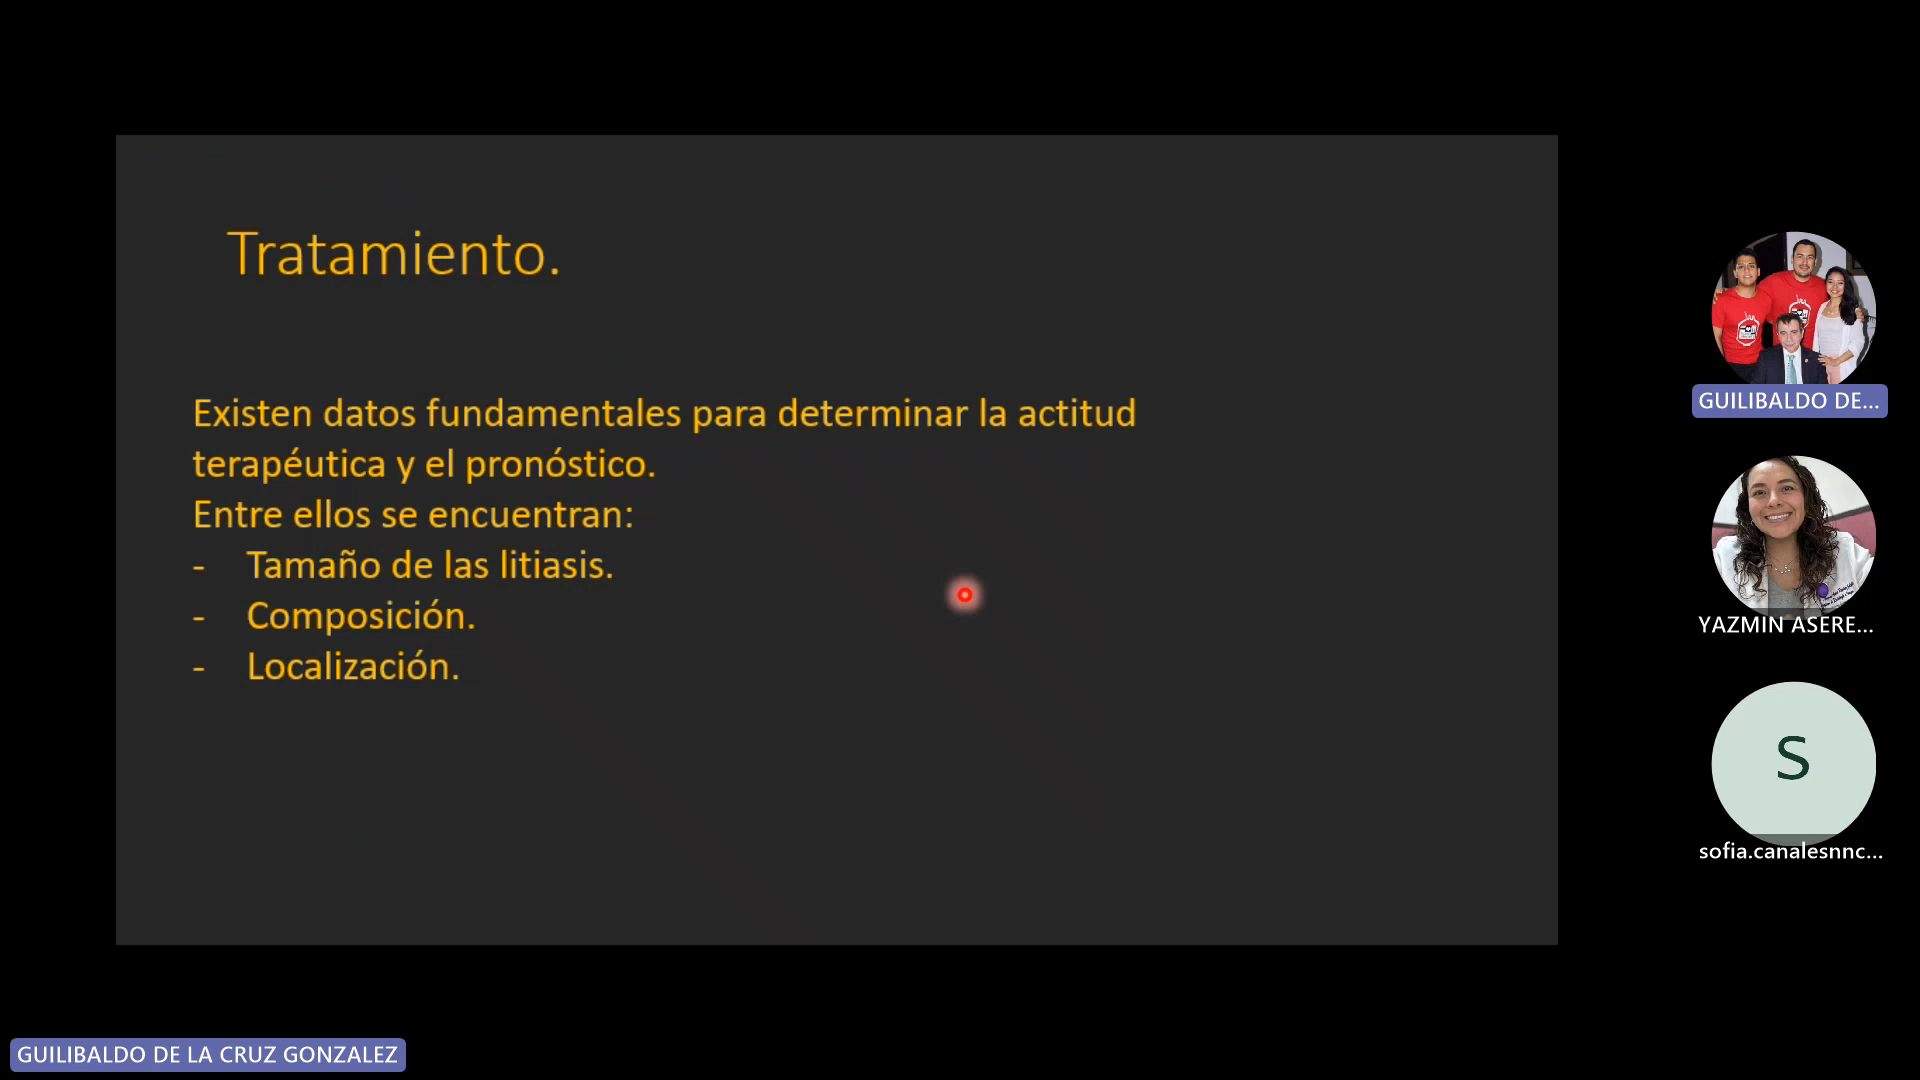 Tratamiento.
Existen datos fundamentales para determinar la actitud
terapéutica y el pronóstico.
Entre ellos se encuentran:
- Tamaño de las litiasis.
- Composición.
- Localización.
GUILIBALDO DE...
YAZMIN ASERE...
S
sofia.canalesnnc...
GUILIBALDO DE LA CRUZ GONZALEZ